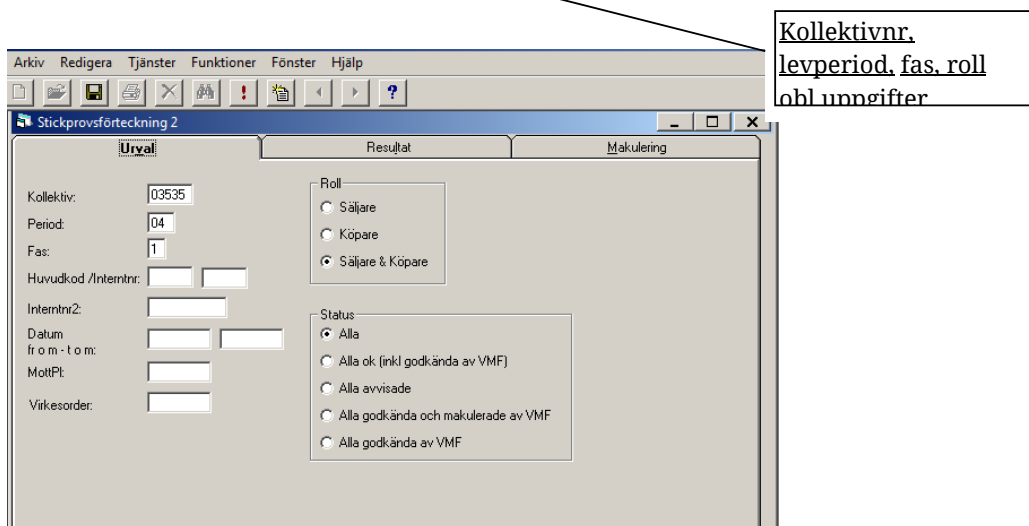 Kollektivnr,
levperiod, fas, roll
obl uppgifter
Arkiv Redigera Tjänster Funktioner Fönster Hjälp
Stickprovsförteckning 2
Urval Resultat Makulering
Kollektiv: 03535
Period: 04
Fas: 1
Huvudkod /Interntnr:
Interntnr2:
Datum
fr o m - t o m:
MottPl:
Virkesorder:
Roll
Säljare
Köpare
Säljare & Köpare
Status
Alla
Alla ok (inkl godkända av VMF)
Alla avvisade
Alla godkända och makulerade av VMF
Alla godkända av VMF